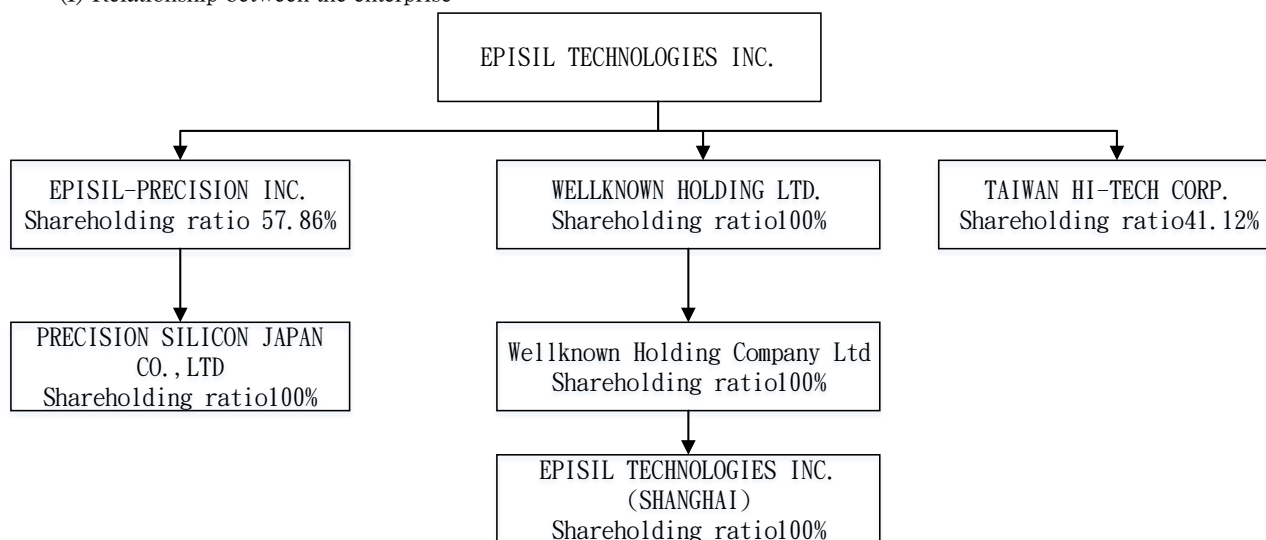 (I) Relationship between the enterprise
EPISIL TECHNOLOGIES INC.
EPISIL-PRECISION INC.
Shareholding ratio 57.86%
WELLKNOWN HOLDING LTD.
Shareholding ratio100%
TAIWAN HI-TECH CORP.
Shareholding ratio41.12%
PRECISION SILICON JAPAN
CO.,LTD
Shareholding ratio100%
Wellknown Holding Company Ltd
Shareholding ratio100%
EPISIL TECHNOLOGIES INC.
(SHANGHAI)
Shareholding ratio100%